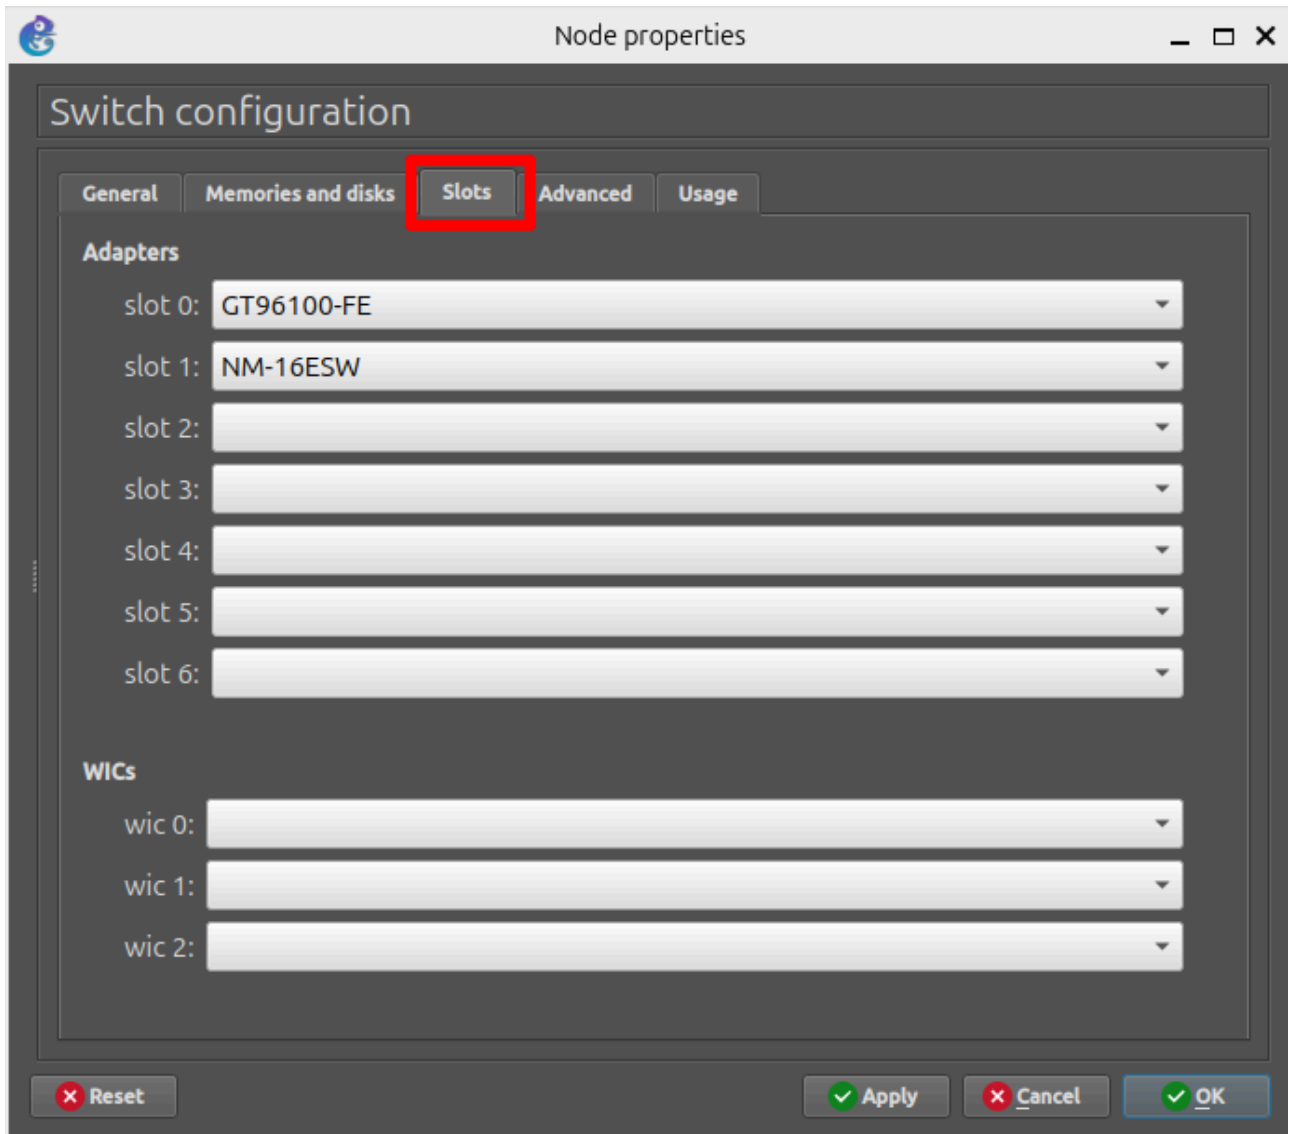 Node properties
Switch configuration
General Memories and disks Slots Advanced Usage
Adapters
slot 0: GT96100-FE
slot 1: NM-16ESW
slot 2:
slot 3:
slot 4:
slot 5:
slot 6:
WICs
wic 0:
wic 1:
wic 2:
Reset Apply Cancel OK